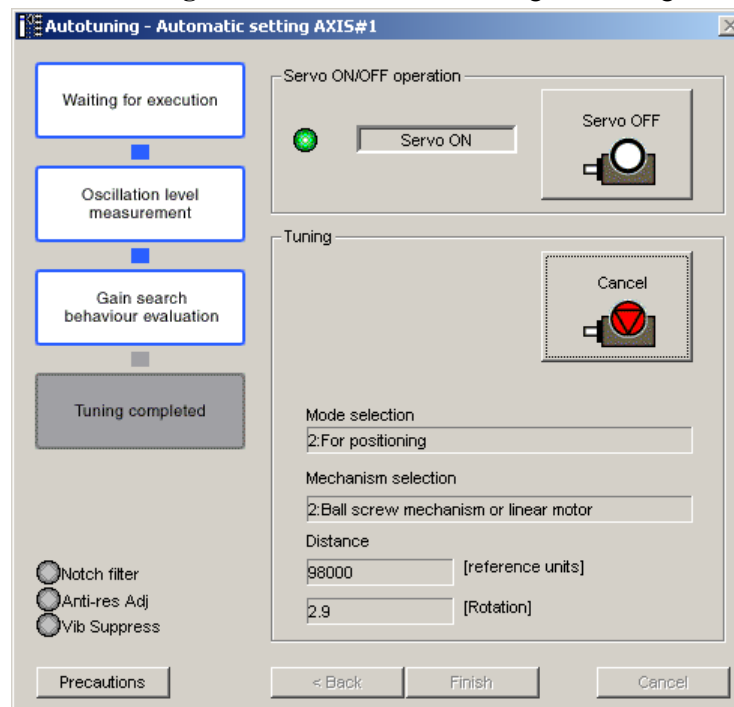 Autotuning - Automatic setting AXIS#1
Waiting for execution
Oscillation level
measurement
Gain search
behaviour evaluation
Tuning completed
Notch filter
Anti-res Adj
Vib Suppress
Precautions
Servo ON/OFF operation
Servo ON
Servo OFF
Tuning
Cancel
Mode selection
2:For positioning
Mechanism selection
2:Ball screw mechanism or linear motor
Distance
98000 [reference units]
2.9 [Rotation]
< Back
Finish
Cancel